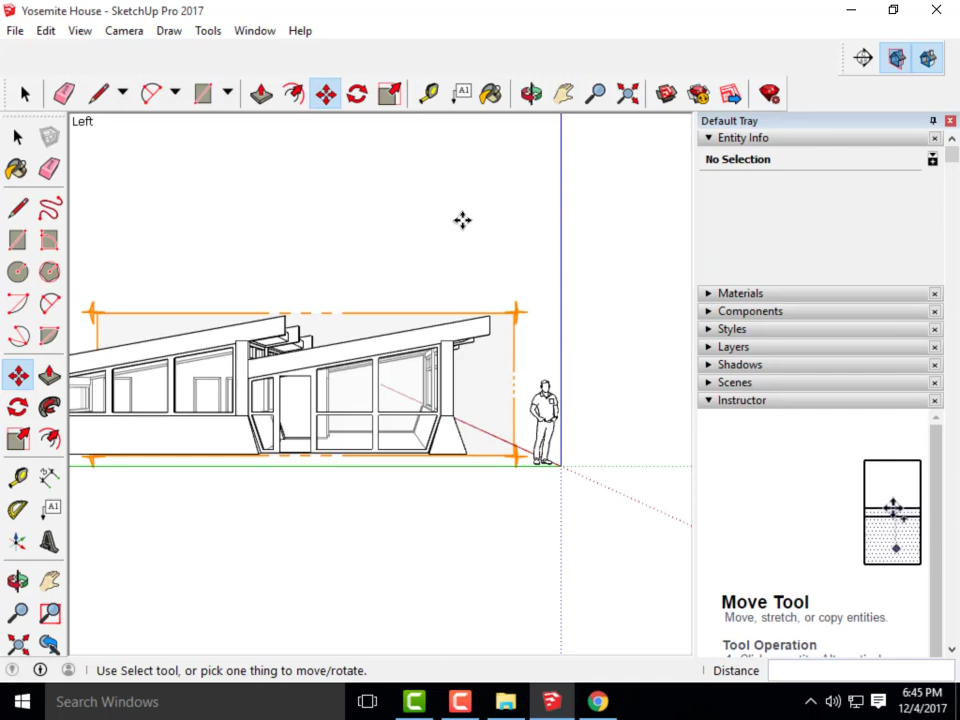 Yosemite House - SketchUp Pro 2017
File Edit View Camera Draw Tools Window Help
A1
Left
Default Tray
Entity Info
No Selection
Materials
Components
Styles
Layers
Shadows
Scenes
Instructor
A1
Move Tool
Move, stretch, or copy entities.
Tool Operation
Use Select tool, or pick one thing to move/rotate.
Distance
Search Windows
6:45 PM
12/4/2017